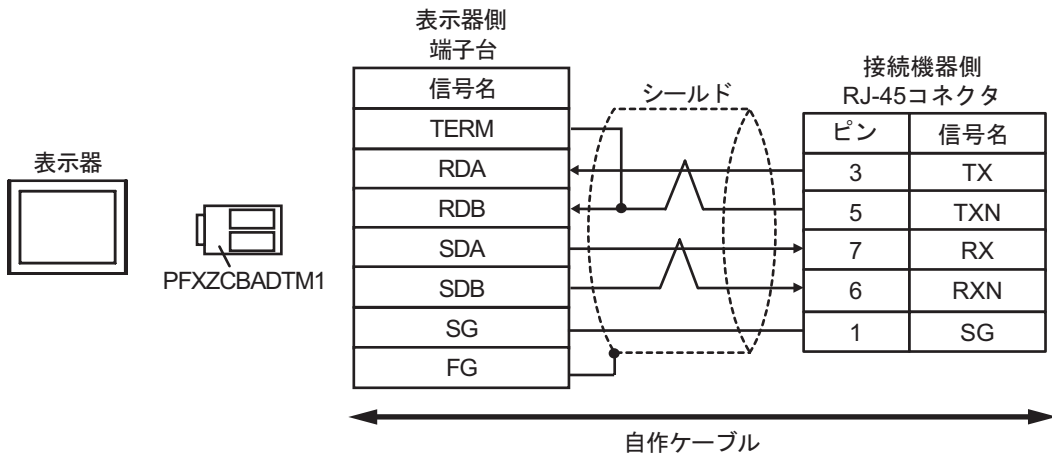 表示器
PFXZCBADTM1
表示器側
端子台
信号名
TERM
RDA
RDB
SDA
SDB
SG
FG
シールド
接続機器側
RJ-45コネクタ
ピン 信号名
3 TX
5 TXN
7 RX
6 RXN
1 SG
自作ケーブル